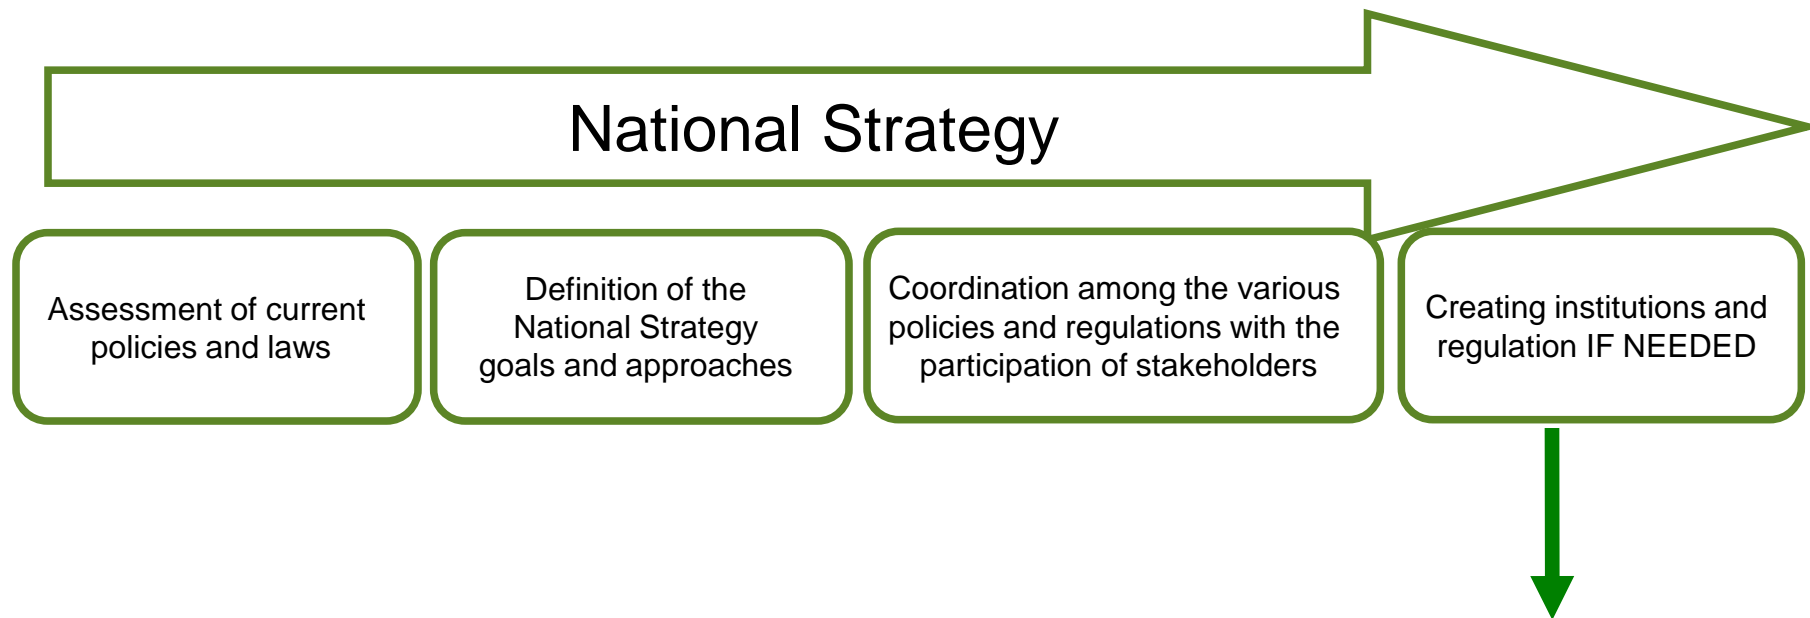 National Strategy
Assessment of current
policies and laws
Definition of the
National Strategy
goals and approaches
Coordination among the various
policies and regulations with the
participation of stakeholders
Creating institutions and
regulation IF NEEDED